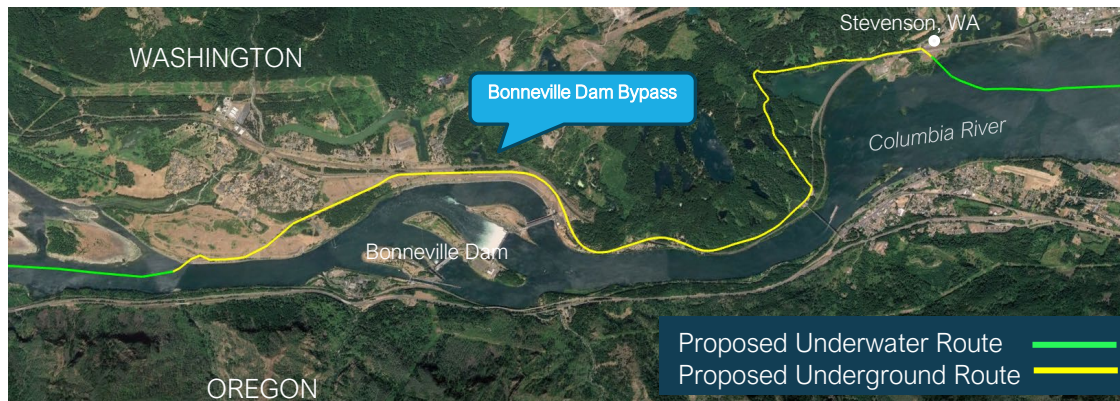 Stevenson, WA
WASHINGTON
Bonneville Dam Bypass
Columbia River
Bonneville Dam
Proposed Underwater Route
Proposed Underground Route
OREGON